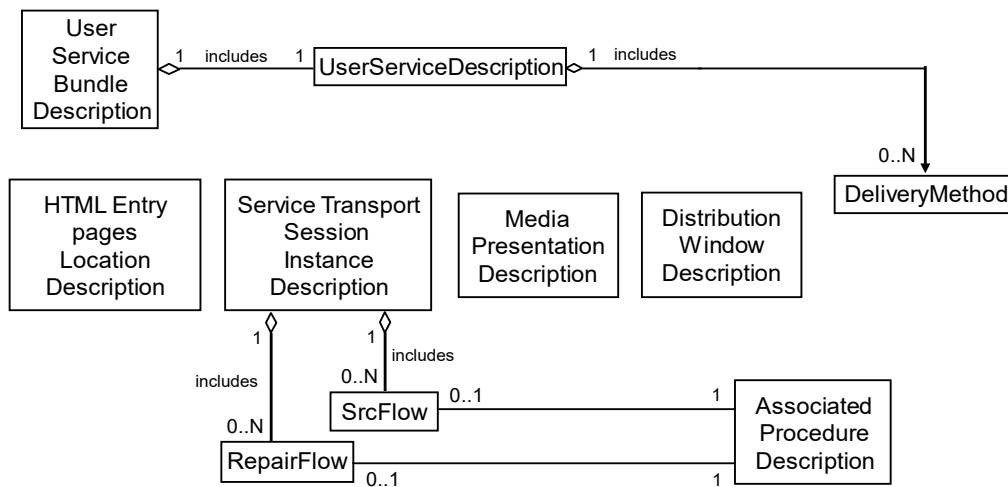 User
Service
Bundle
Description
1 includes 1
UserServiceDescription
1 includes
0..N
DeliveryMethod
HTML Entry
pages
Location
Description
Service Transport
Session
Instance
Description
Media
Presentation
Description
Distribution
Window
Description
1
includes
0..N
RepairFlow
1
includes
0..N
SrcFlow
0..1 1
0..1 1
Associated
Procedure
Description